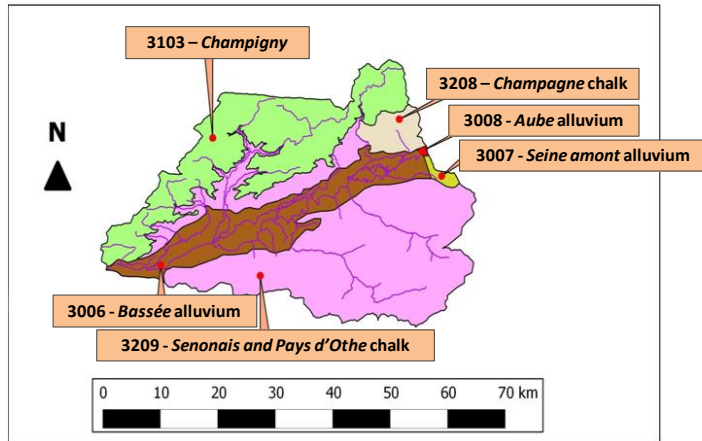 3103 – Champigny
3208 – Champagne chalk
3008 - Aube alluvium
N
3007 - Seine amont alluvium
3006 - Bassée alluvium
3209 - Senonais and Pays d’Othe chalk
0 10 20 30 40 50 60 70 km